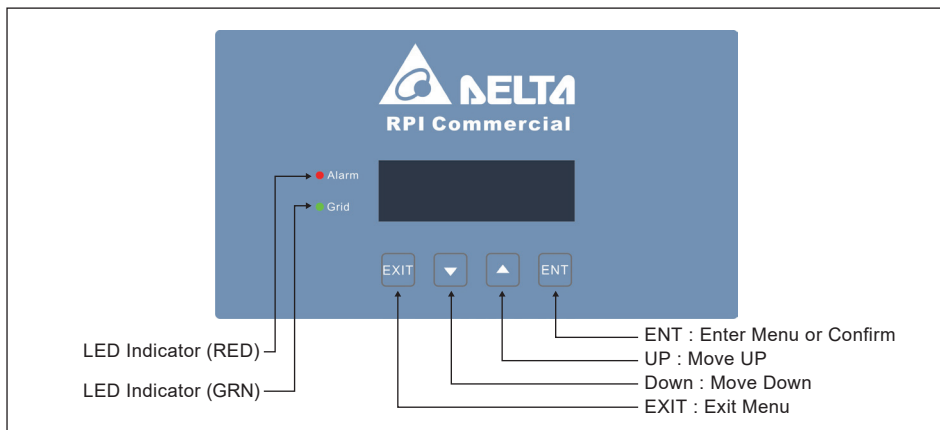 DELTA
RPI Commercial
Alarm
Grid
EXIT
ENT
LED Indicator (RED)
LED Indicator (GRN)
ENT : Enter Menu or Confirm
UP : Move UP
Down : Move Down
EXIT : Exit Menu